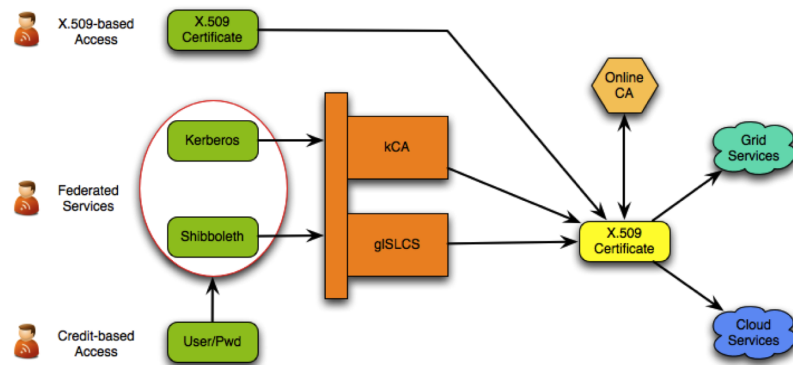 X.509-based
Access
X.509
Certificate
Online
CA
Kerberos
kCA
Grid
Services
Federated
Services
Shibboleth
glSLCS
X.509
Certificate
Credit-based
Access
User/Pwd
Cloud
Services